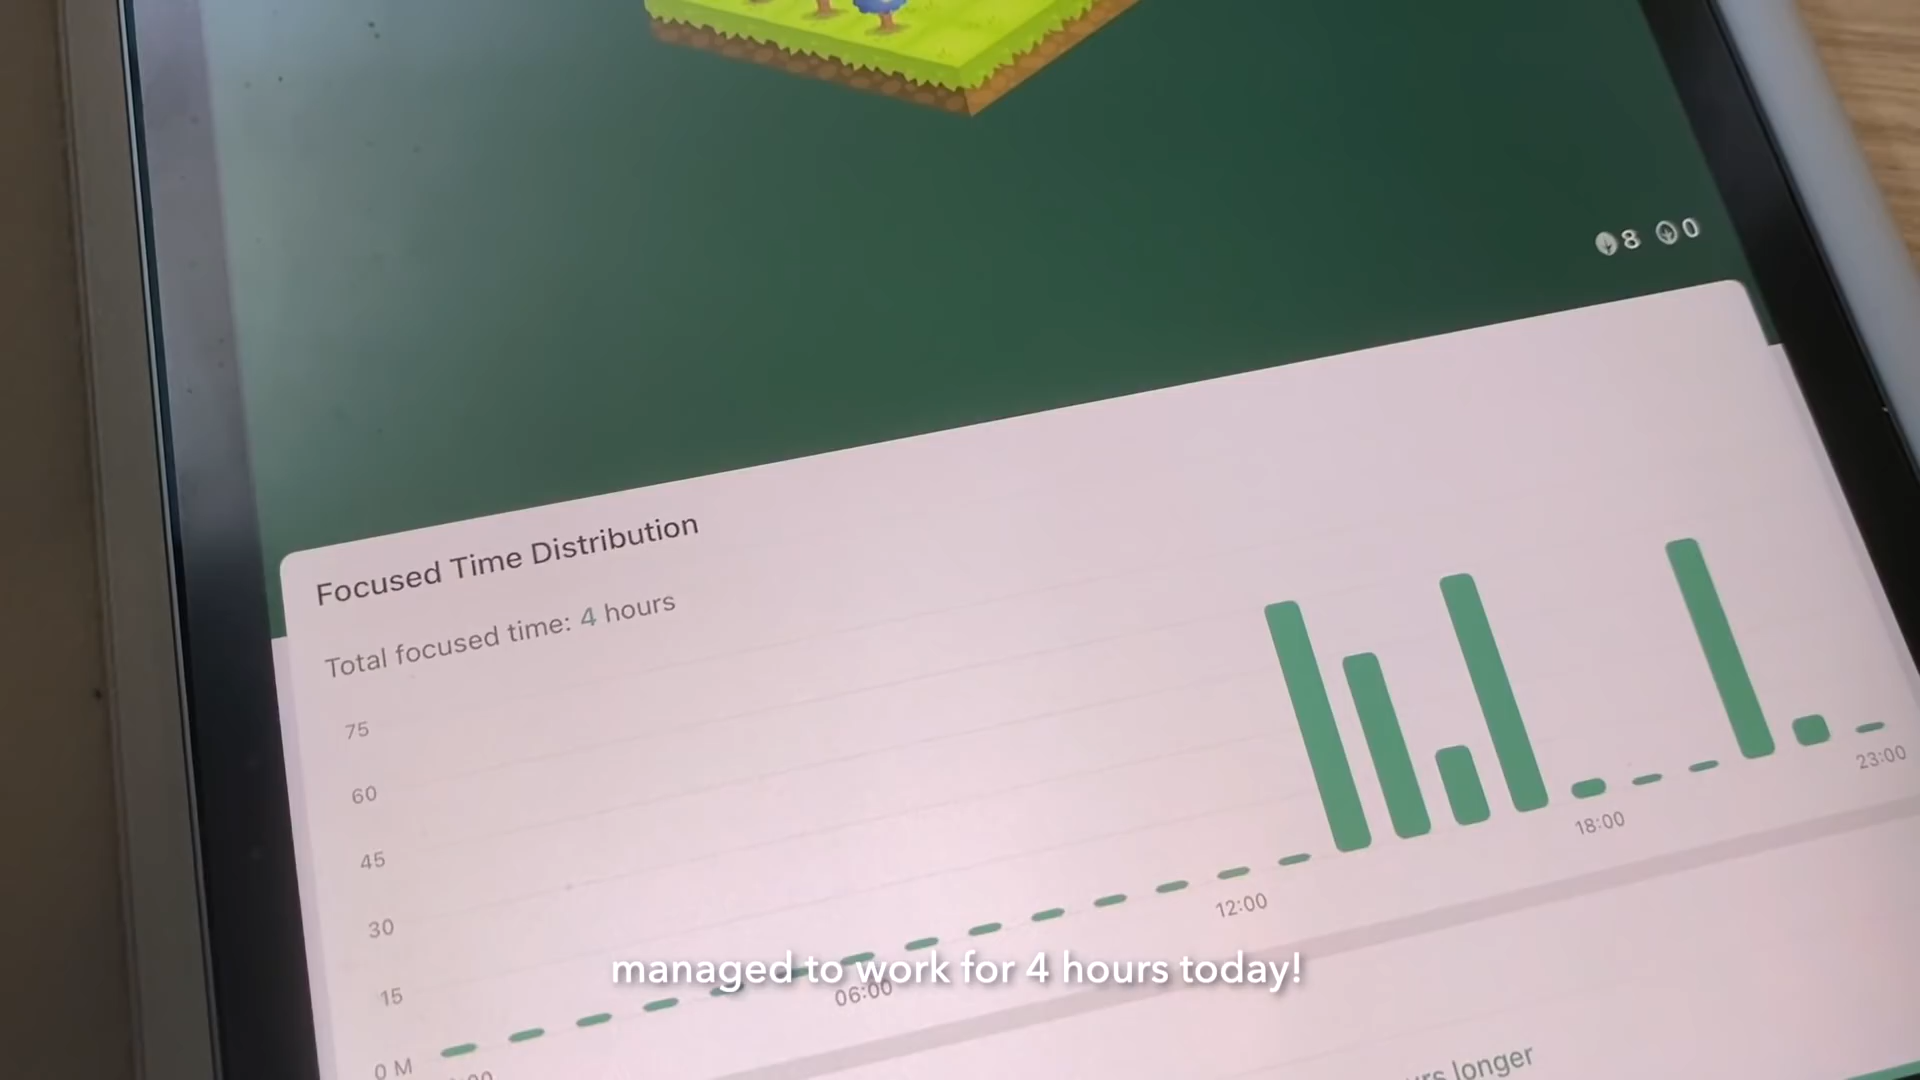 8 0
Focused Time Distribution
Total focused time: 4 hours
75
60
45
30
15
0 M
06:00
12:00
18:00
23:00
managed to work for 4 hours today!
longer